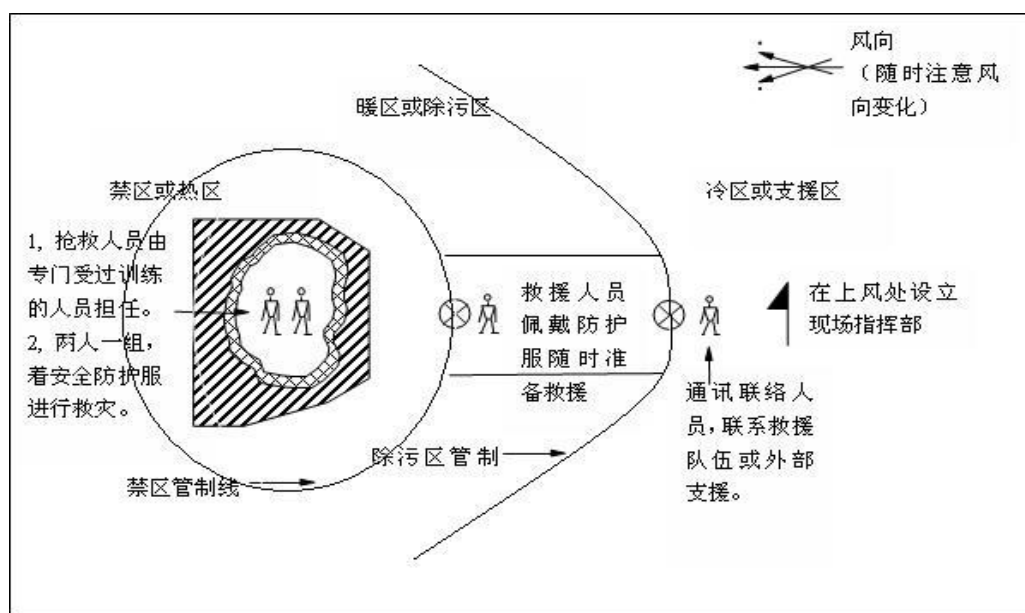 风向
（随时注意风
向变化）
暖区或除污区
禁区或热区
冷区或支援区
1, 抢救人员由
专门受过训练
的人员担任。
2, 两人一组，
着安全防护服
进行救灾。
救援人员
佩戴防护
服随时准
备救援
在上风处设立
现场指挥部
通讯联络人
员，联系救援
队伍或外部
支援。
除污区管制
禁区管制线